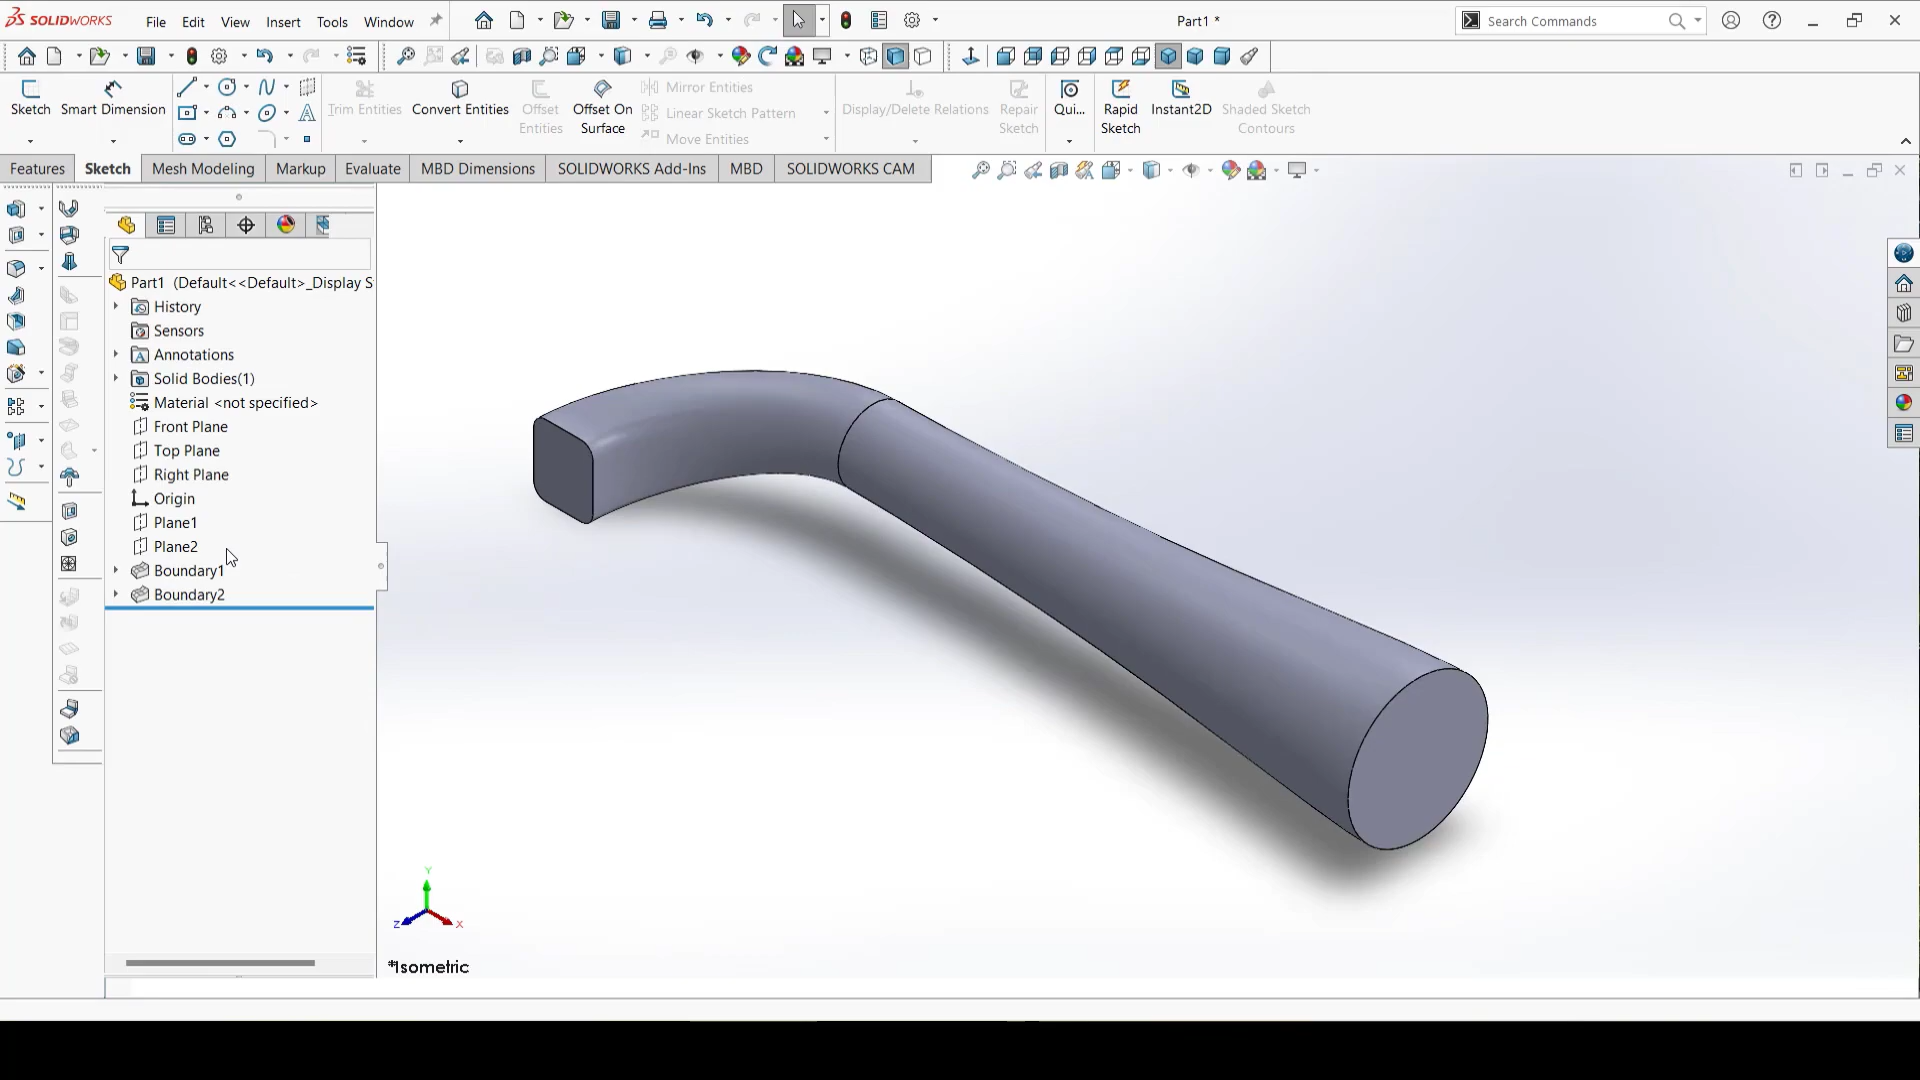 SOLIDWORKS File Edit View Insert Tools Window Part1 * Search Commands
Sketch Smart Dimension Trim Entities Convert Entities Offset Entities Offset On Surface Mirror Entities Linear Sketch Pattern Move Entities Display/Delete Relations Repair Sketch Qui... Rapid Sketch Instant2D Shaded Sketch Contours
Features Sketch Mesh Modeling Markup Evaluate MBD Dimensions SOLIDWORKS Add-Ins MBD SOLIDWORKS CAM
Part1 (Default<<Default>_Display S
History
Sensors
Annotations
Solid Bodies(1)
Material <not specified>
Front Plane
Top Plane
Right Plane
Origin
Plane1
Plane2
Boundary1
Boundary2
Y
Z X
*Isometric